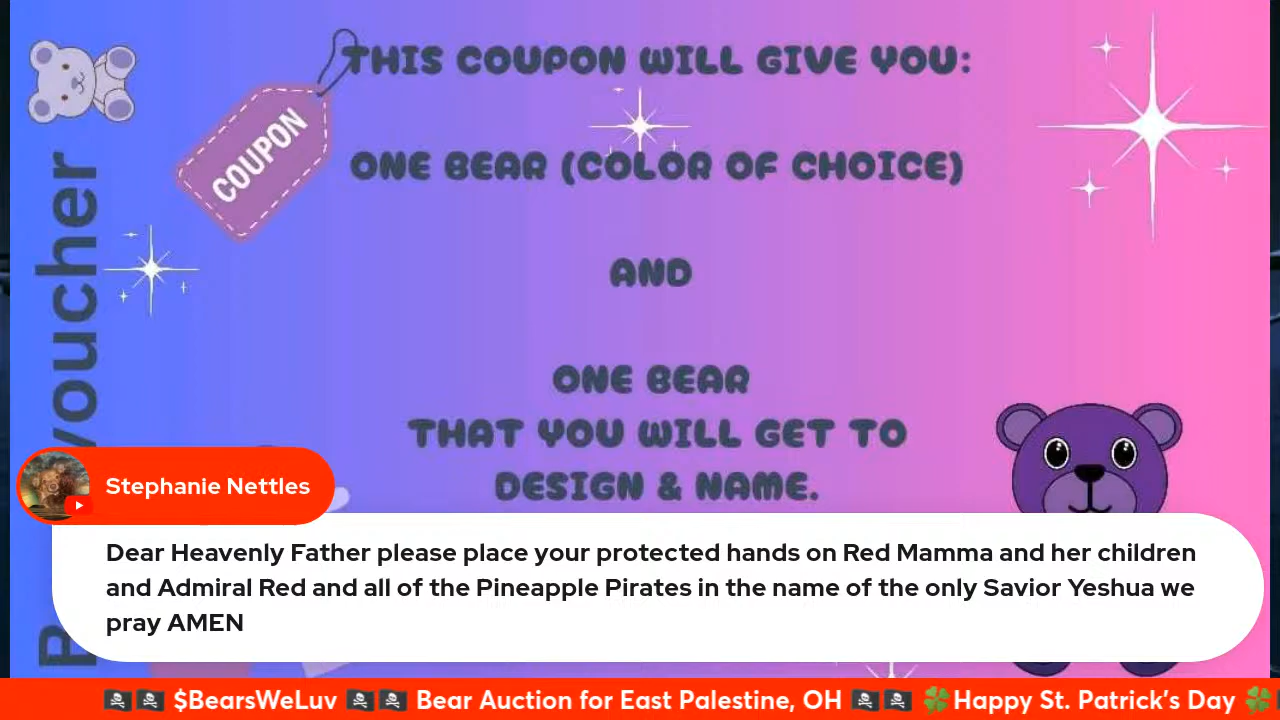 THIS COUPON WILL GIVE YOU:
COUPON
ONE BEAR (COLOR OF CHOICE)
AND
ONE BEAR
THAT YOU WILL GET TO
DESIGN & NAME.
voucher
Stephanie Nettles
Dear Heavenly Father please place your protected hands on Red Mamma and her children
and Admiral Red and all of the Pineapple Pirates in the name of the only Savior Yeshua we
pray AMEN
🏴‍☠️🏴‍☠️ $BearsWeLuv 🏴‍☠️🏴‍☠️ Bear Auction for East Palestine, OH 🏴‍☠️🏴‍☠️ 🍀Happy St. Patrick's Day 🍀